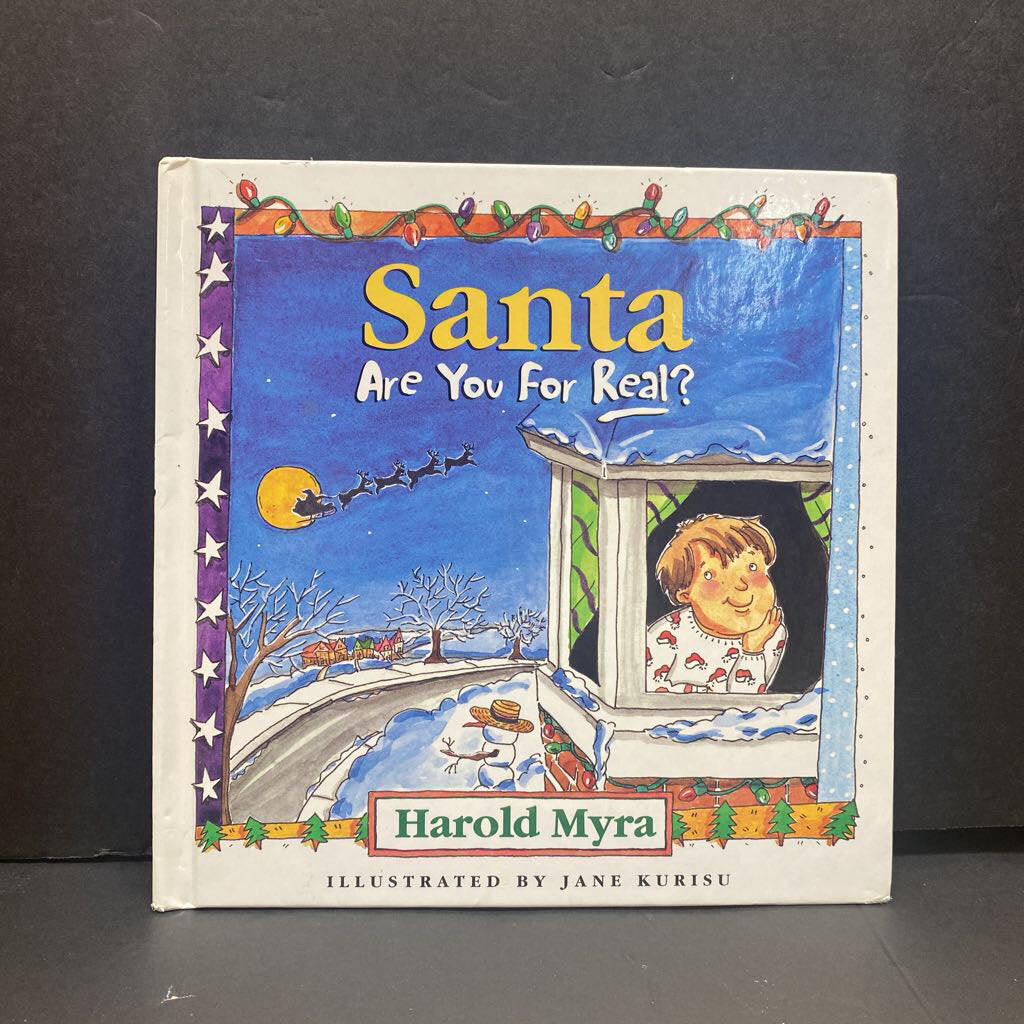 Santa
Are You For Real?
Harold Myra
ILLUSTRATED BY JANE KURISU